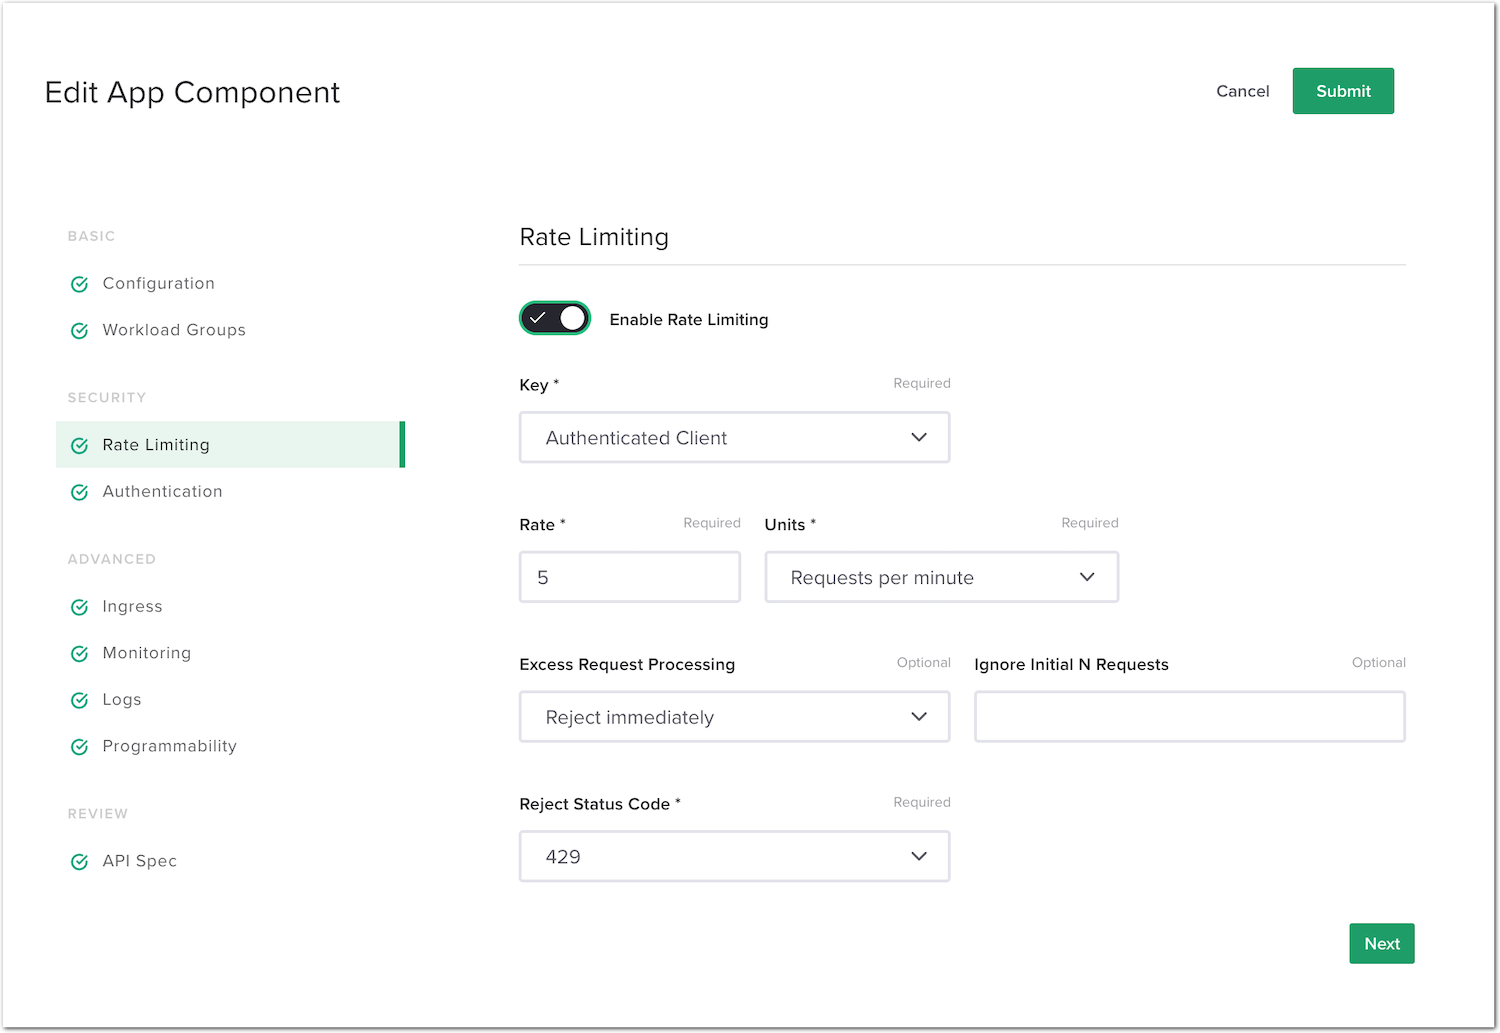 Edit App Component
Cancel
Submit
BASIC
Configuration
Workload Groups
SECURITY
Rate Limiting
Authentication
ADVANCED
Ingress
Monitoring
Logs
Programmability
REVIEW
API Spec
Rate Limiting
Enable Rate Limiting
Key * Required
Authenticated Client
Rate * Required Units * Required
5 Requests per minute
Excess Request Processing Optional Ignore Initial N Requests Optional
Reject immediately
Reject Status Code * Required
429
Next